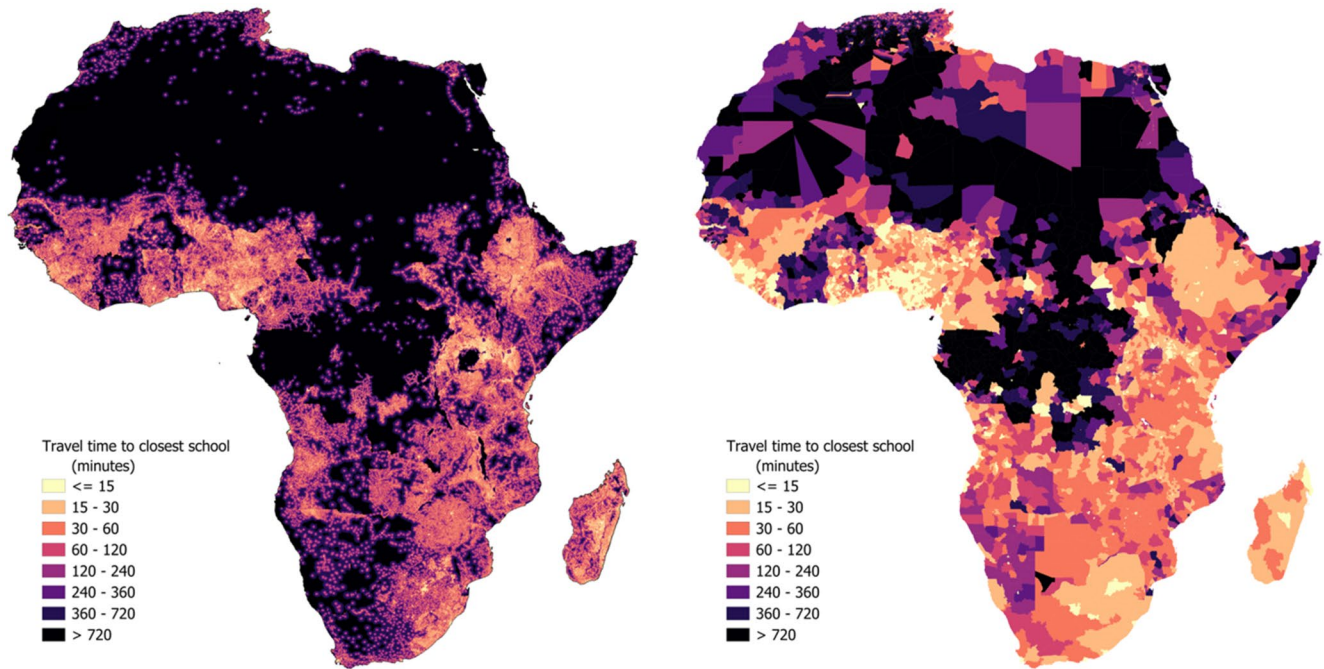 Travel time to closest school
(minutes)
<= 15
15 - 30
30 - 60
60 - 120
120 - 240
240 - 360
360 - 720
> 720
Travel time to closest school
(minutes)
<= 15
15 - 30
30 - 60
60 - 120
120 - 240
240 - 360
360 - 720
> 720